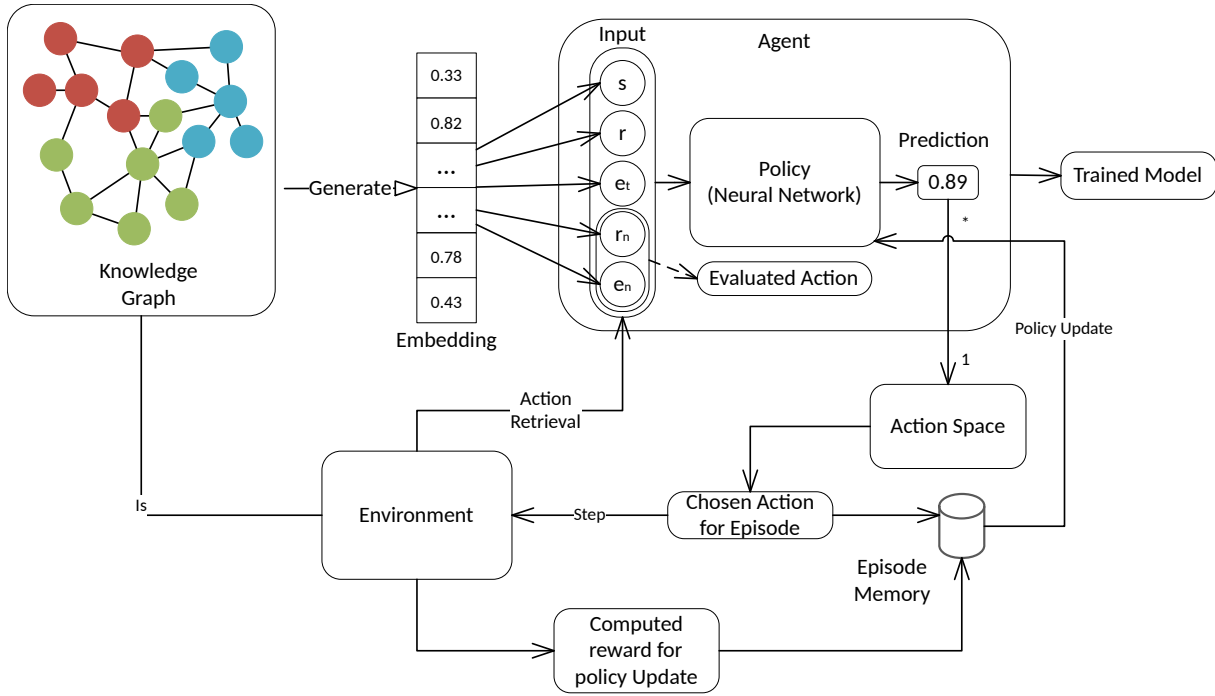 Knowledge
Graph
Generate
0.33
0.82
...
...
0.78
0.43
Embedding
Input
s
r
et
rn
en
Agent
Policy
(Neural Network)
Evaluated Action
Prediction
0.89
*
1
Trained Model
Policy Update
Action
Retrieval
Action Space
Is
Environment
Step
Chosen Action
for Episode
Episode
Memory
Computed
reward for
policy Update